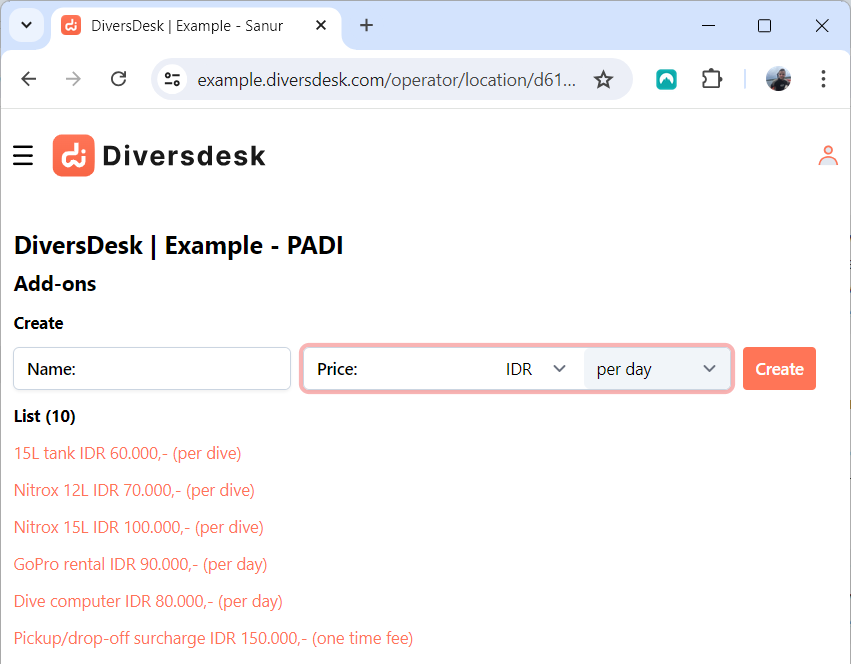 DiversDesk | Example - Sanur
example.diversdesk.com/operator/location/d61...
Diversdesk
DiversDesk | Example - PADI
Add-ons
Create
Name:
Price: IDR per day Create
List (10)
15L tank IDR 60.000,- (per dive)
Nitrox 12L IDR 70.000,- (per dive)
Nitrox 15L IDR 100.000,- (per dive)
GoPro rental IDR 90.000,- (per day)
Dive computer IDR 80.000,- (per day)
Pickup/drop-off surcharge IDR 150.000,- (one time fee)